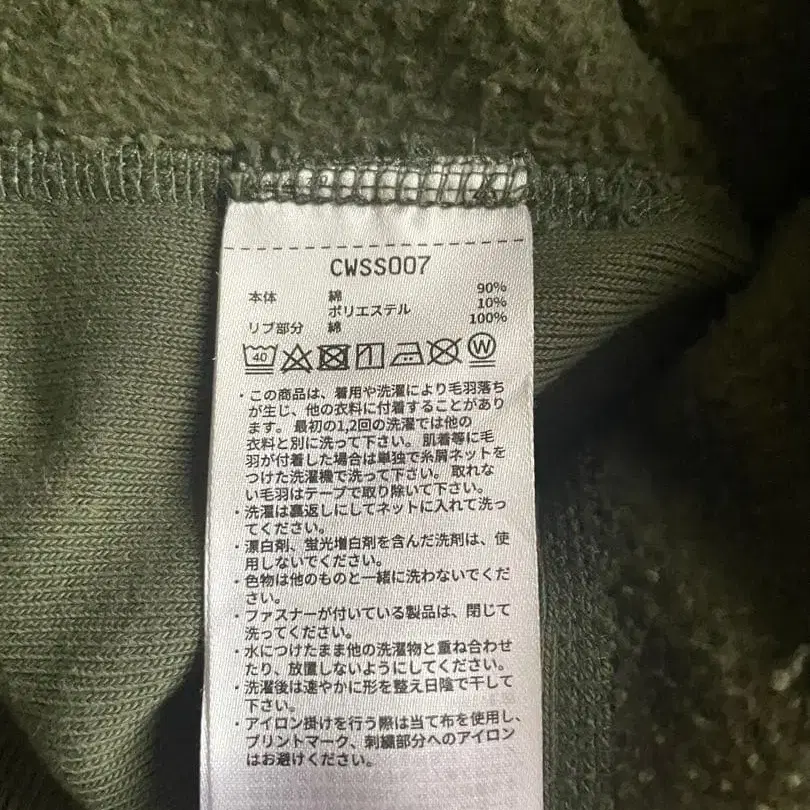 CWSS007
本体 綿 90%
ポリエステル 10%
リブ部分 綿 100%
40 W
・この商品は、着用や洗濯により毛羽落ち
が生じ、他の衣料に付着することがあり
ます。最初の1,2回の洗濯では他の
衣料と別に洗って下さい。肌着等に毛
羽が付着した場合は単独で糸屑ネットを
つけた洗濯機で洗って下さい。取れな
い毛羽はテープで取り除いて下さい。
・洗濯は裏返しにしてネットに入れて洗っ
てください。
・漂白剤、蛍光増白剤を含んだ洗剤は、使
用しないでください。
・色物は他のものと一緒に洗わないでくだ
さい。
・ファスナーが付いている製品は、閉じて
洗ってください。
・水につけたまま他の洗濯物と重ね合わせ
たり、放置しないようにしてください。
・洗濯後は速やかに形を整え日陰で干して
下さい。
・アイロン掛けを行う際は当て布を使用し、
プリントマーク、刺繍部分へのアイロン
はお避けください。